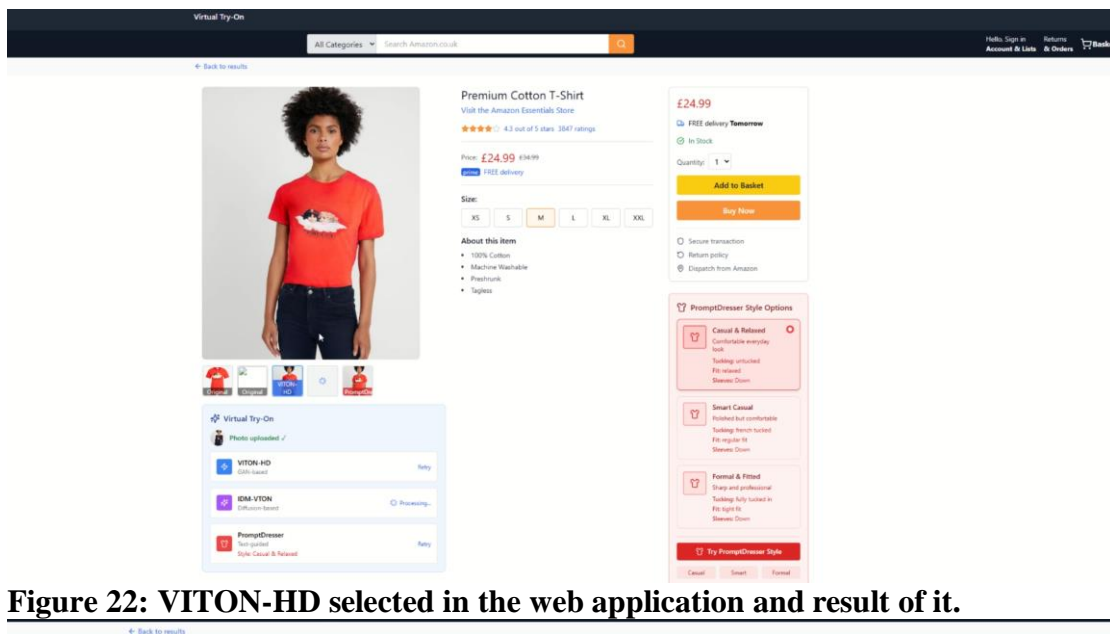 Virtual Try-On
All Categories Search Amazon.co.uk
Hello, Sign in
Account & Lists
Returns
& Orders
← Back to results
Premium Cotton T-Shirt
Visit the Amazon Essentials Store
4.3 out of 5 stars 3847 ratings
Price: £24.99 £34.99
prime FREE delivery
Size:
XS S M L XL XXL
About this item
• 100% Cotton
• Machine Washable
• Preshrunk
• Tagless
£24.99
FREE delivery Tomorrow
In Stock
Quantity: 1
Add to Basket
Buy Now
Secure transaction
Return policy
Dispatch from Amazon
PromptDresser Style Options
Casual & Relaxed
Comfortable everyday
look
Tucking: untucked
Fit: relaxed
Sleeves: Down
Smart Casual
Polished but comfortable
Tucking: french tucked
Fit: regular fit
Sleeves: Down
Formal & Fitted
Sharp and professional
Tucking: fully tucked in
Fit: tight fit
Sleeves: Down
Try PromptDresser Style
Casual Smart Formal
Original Original VITON-
HD
Virtual Try-On
Photo uploaded ✓
VITON-HD
GAN-based
Retry
IDM-VTON
Diffusion-based
Processing...
PromptDresser
Text-guided
Style: Casual & Relaxed
Retry
Figure 22: VITON-HD selected in the web application and result of it.
← Back to results